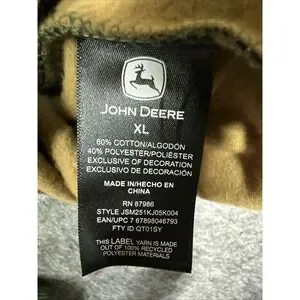 JOHN DEERE
XL
60% COTTON/ALGODÓN
40% POLYESTER/POLIÉSTER
EXCLUSIVE OF DECORATION
EXCLUSIVO DE DECORACIÓN
MADE IN/HECHO EN
CHINA
RN 87986
STYLE JSM251KJ05K004
EAN/UPC 7 67898046793
FTY ID QT01SY
THIS LABEL YARN IS MADE
OUT OF 100% RECYCLED
POLYESTER MATERIALS